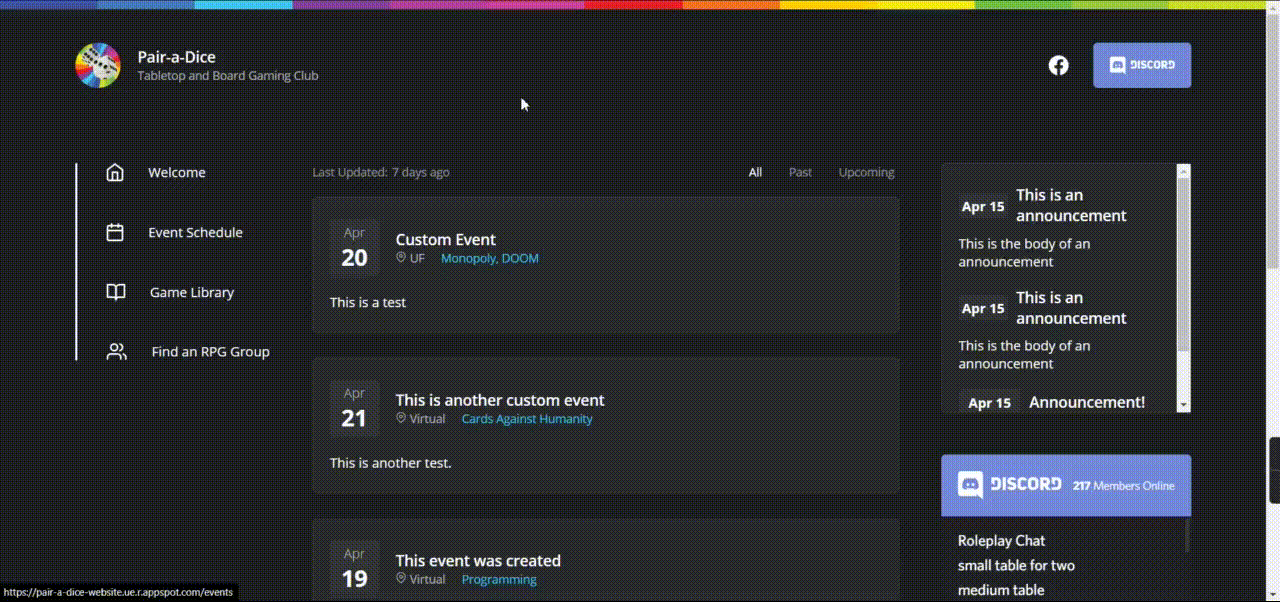 Pair-a-Dice
Tabletop and Board Gaming Club
DISCORD
Welcome
Event Schedule
Game Library
Find an RPG Group
Last Updated: 7 days ago
All Past Upcoming
Apr
20
Custom Event
UF Monopoly, DOOM
This is a test
Apr
21
This is another custom event
Virtual Cards Against Humanity
This is another test.
Apr
19
This event was created
Virtual Programming
Apr 15
This is an
announcement
This is the body of an
announcement
Apr 15
This is an
announcement
This is the body of an
announcement
Apr 15 Announcement!
DISCORD 217 Members Online
Roleplay Chat
small table for two
medium table
https://pair-a-dice-website.ue.r.appspot.com/events